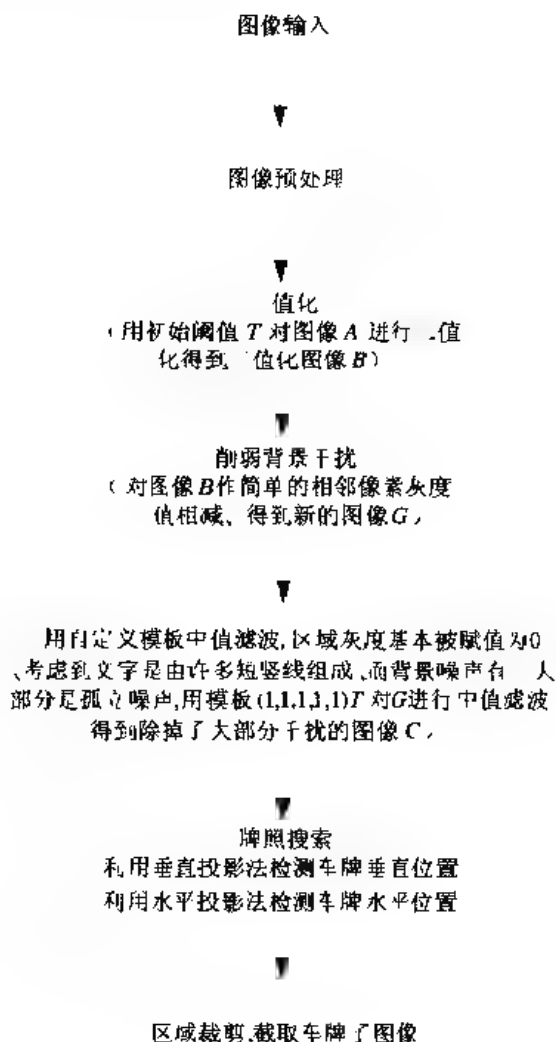 图像输入
图像预处理
值化
(用初始阈值 T 对图像 A 进行二值
化得到二值化图像 B)
削弱背景干扰
(对图像B作简单的相邻像素灰度
值相减、得到新的图像G)
用自定义模板中值滤波,区域灰度基本被赋值为0
(考虑到文字是由许多短竖线组成、而背景噪声有一大
部分是孤立噪声,用模板(1,1,1,1,1)T 对G进行中值滤波
得到除掉了大部分干扰的图像 C)
牌照搜索
利用垂直投影法检测车牌垂直位置
利用水平投影法检测车牌水平位置
区域裁剪,截取车牌子图像